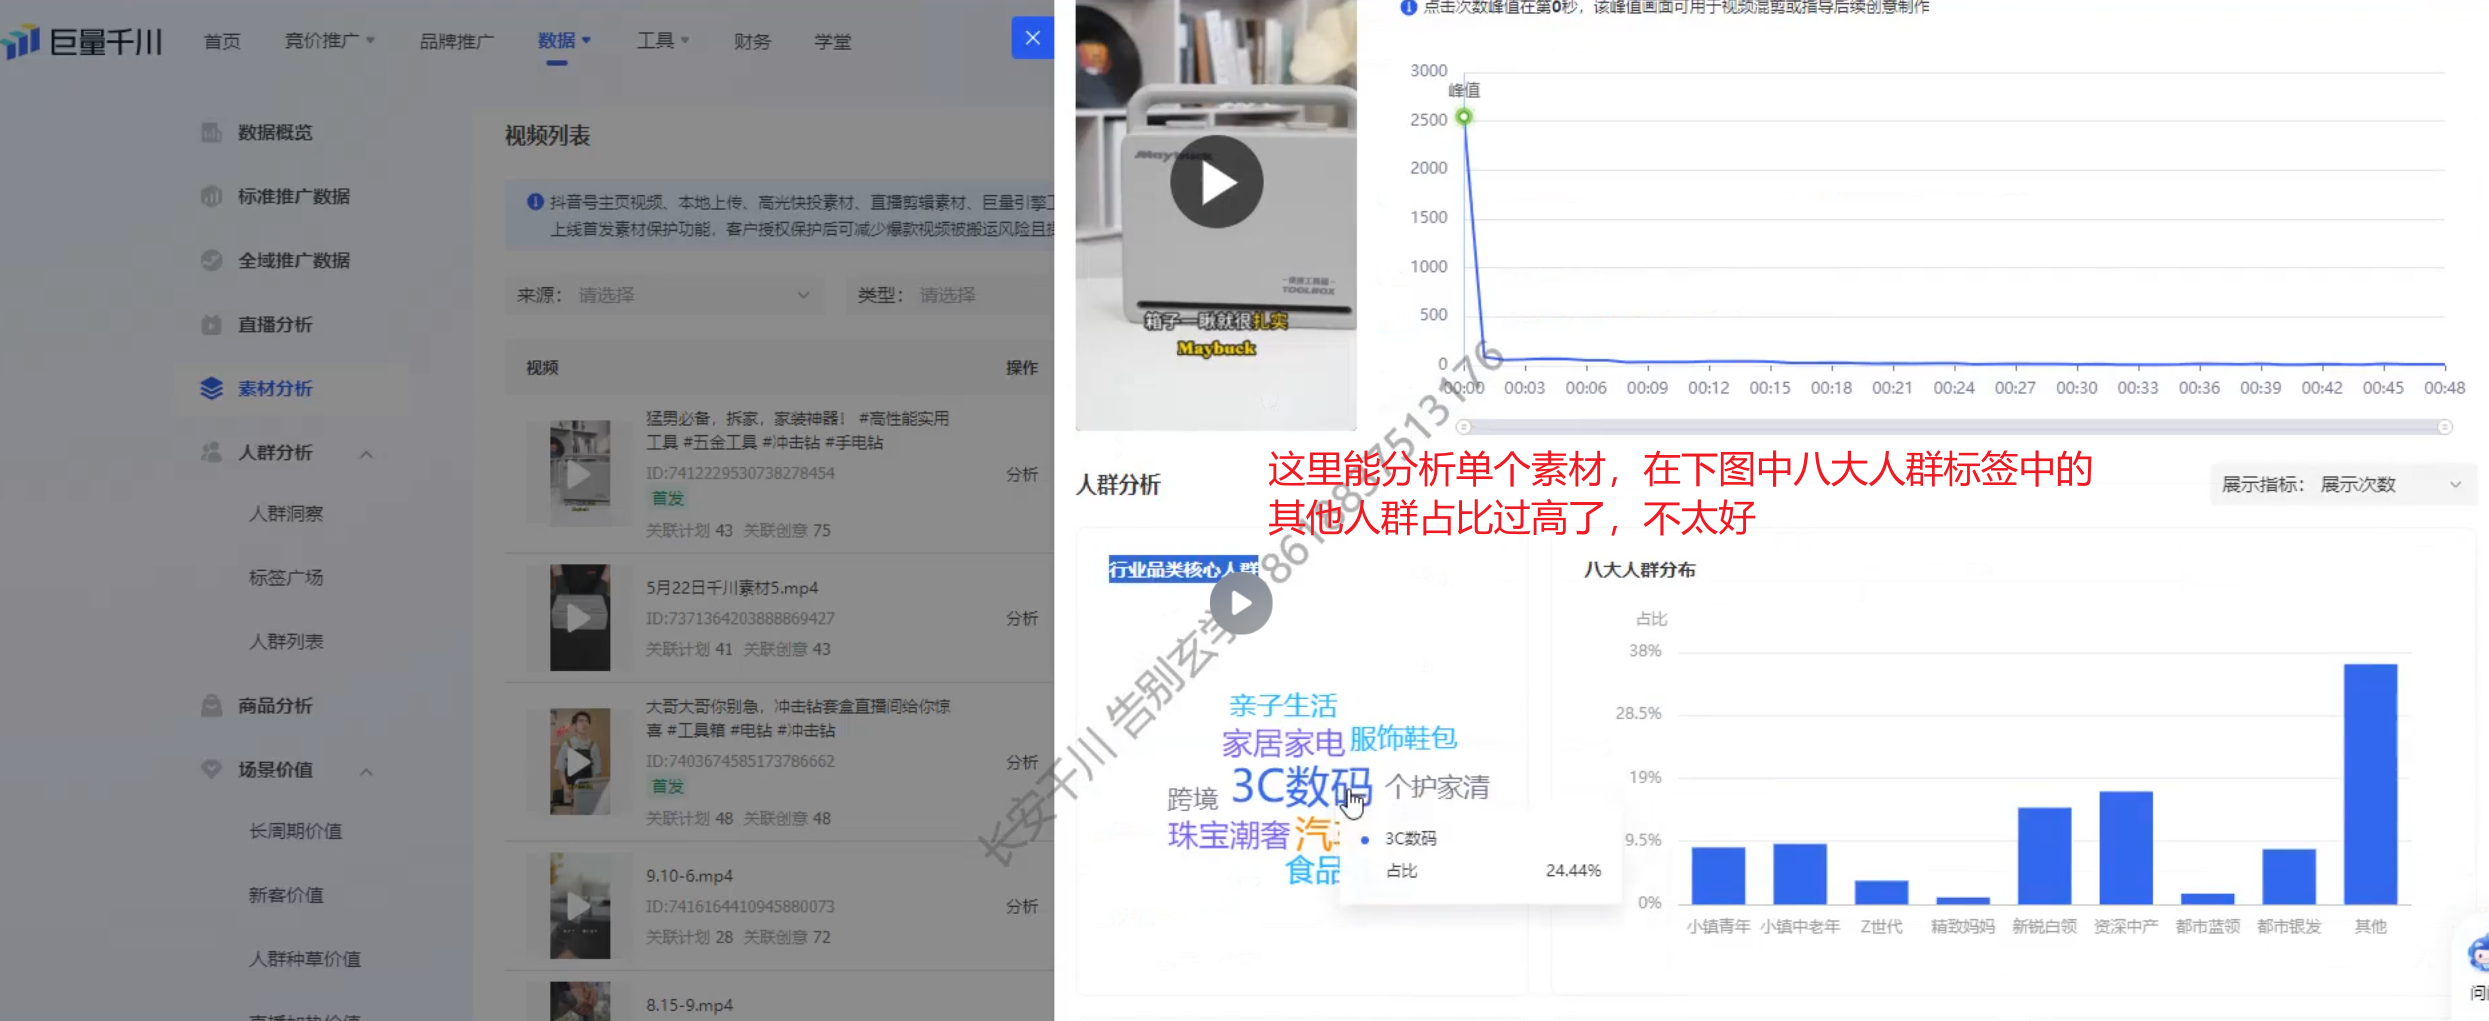 巨量千川
首页
竞价推广
品牌推广
数据
工具
财务
学堂
数据概览
标准推广数据
全域推广数据
直播分析
素材分析
人群分析
人群洞察
标签广场
人群列表
商品分析
场景价值
长周期价值
新客价值
人群种草价值
视频列表
抖音号主页视频、本地上传、高光快投素材、直播剪辑素材、巨量引擎
上线首发素材保护功能，客户授权保护后可减少爆款视频被搬运风险且
来源： 请选择
类型： 请选择
视频
操作
猛男必备，拆家，家装神器！ #高性能实用
工具 #五金工具 #冲击钻 #手电钻
ID:7412229530738278454
首发
关联计划 43 关联创意 75
分析
5月22日千川素材5.mp4
ID:7371364203888869427
关联计划 41 关联创意 43
分析
大哥大哥你别急，冲击钻套盒直播间给你惊
喜 #工具箱 #电钻 #冲击钻
ID:7403674585173786662
首发
关联计划 48 关联创意 48
分析
9.10-6.mp4
ID:7416164410945880073
关联计划 28 关联创意 72
分析
8.15-9.mp4
TOOLBOX
箱子一瞅就很扎实
Maybuck
点击次数峰值在第0秒，该峰值画面可用于视频混剪或指导后续创意制作
3000
峰值
2500
2000
1500
1000
500
0
00:00 00:03 00:06 00:09 00:12 00:15 00:18 00:21 00:24 00:27 00:30 00:33 00:36 00:39 00:42 00:45 00:48
这里能分析单个素材，在下图中八大人群标签中的
其他人群占比过高了，不太好
人群分析
展示指标： 展示次数
行业品类核心人群
亲子生活
家居家电
服饰鞋包
3C数码
个护家清
跨境
珠宝潮奢
食品
3C数码
占比 24.44%
八大人群分布
占比
38%
28.5%
19%
9.5%
0%
小镇青年 小镇中老年 Z世代 精致妈妈 新锐白领 资深中产 都市蓝领 都市银发 其他
长安千川 告别玄学